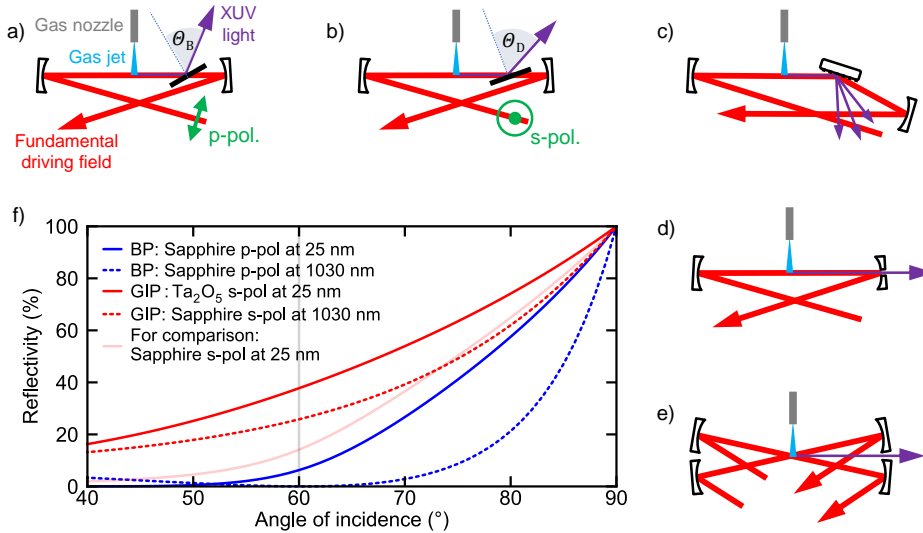 a)
Gas nozzle
Gas jet
Θ_B
XUV
light
Fundamental
driving field
p-pol.
b)
Θ_D
s-pol.
c)
f)
BP: Sapphire p-pol at 25 nm
BP: Sapphire p-pol at 1030 nm
GIP: Ta₂O₅ s-pol at 25 nm
GIP: Sapphire s-pol at 1030 nm
For comparison:
Sapphire s-pol at 25 nm
Reflectivity (%)
100
80
60
40
20
0
40 50 60 70 80 90
Angle of incidence (°)
d)
e)